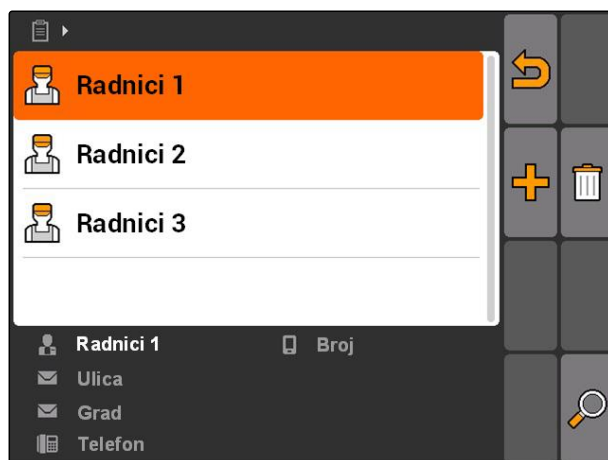 Radnici 1
Radnici 2
Radnici 3
Radnici 1 Broj
Ulica
Grad
Telefon